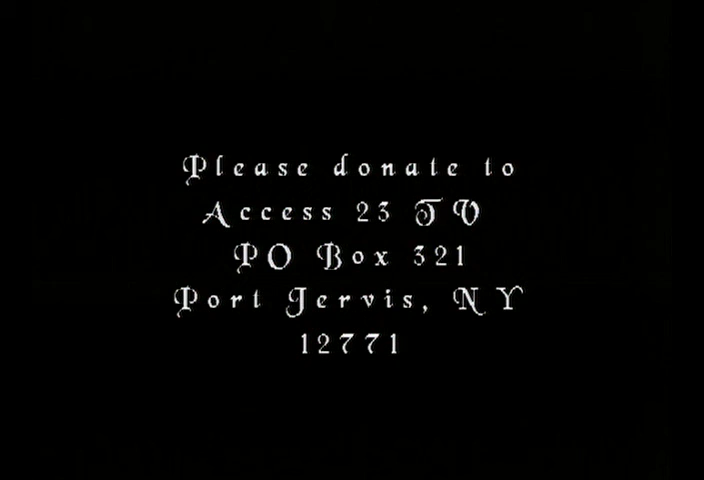 Please donate to
Access 23 TV
PO Box 321
Port Jervis, NY
12771